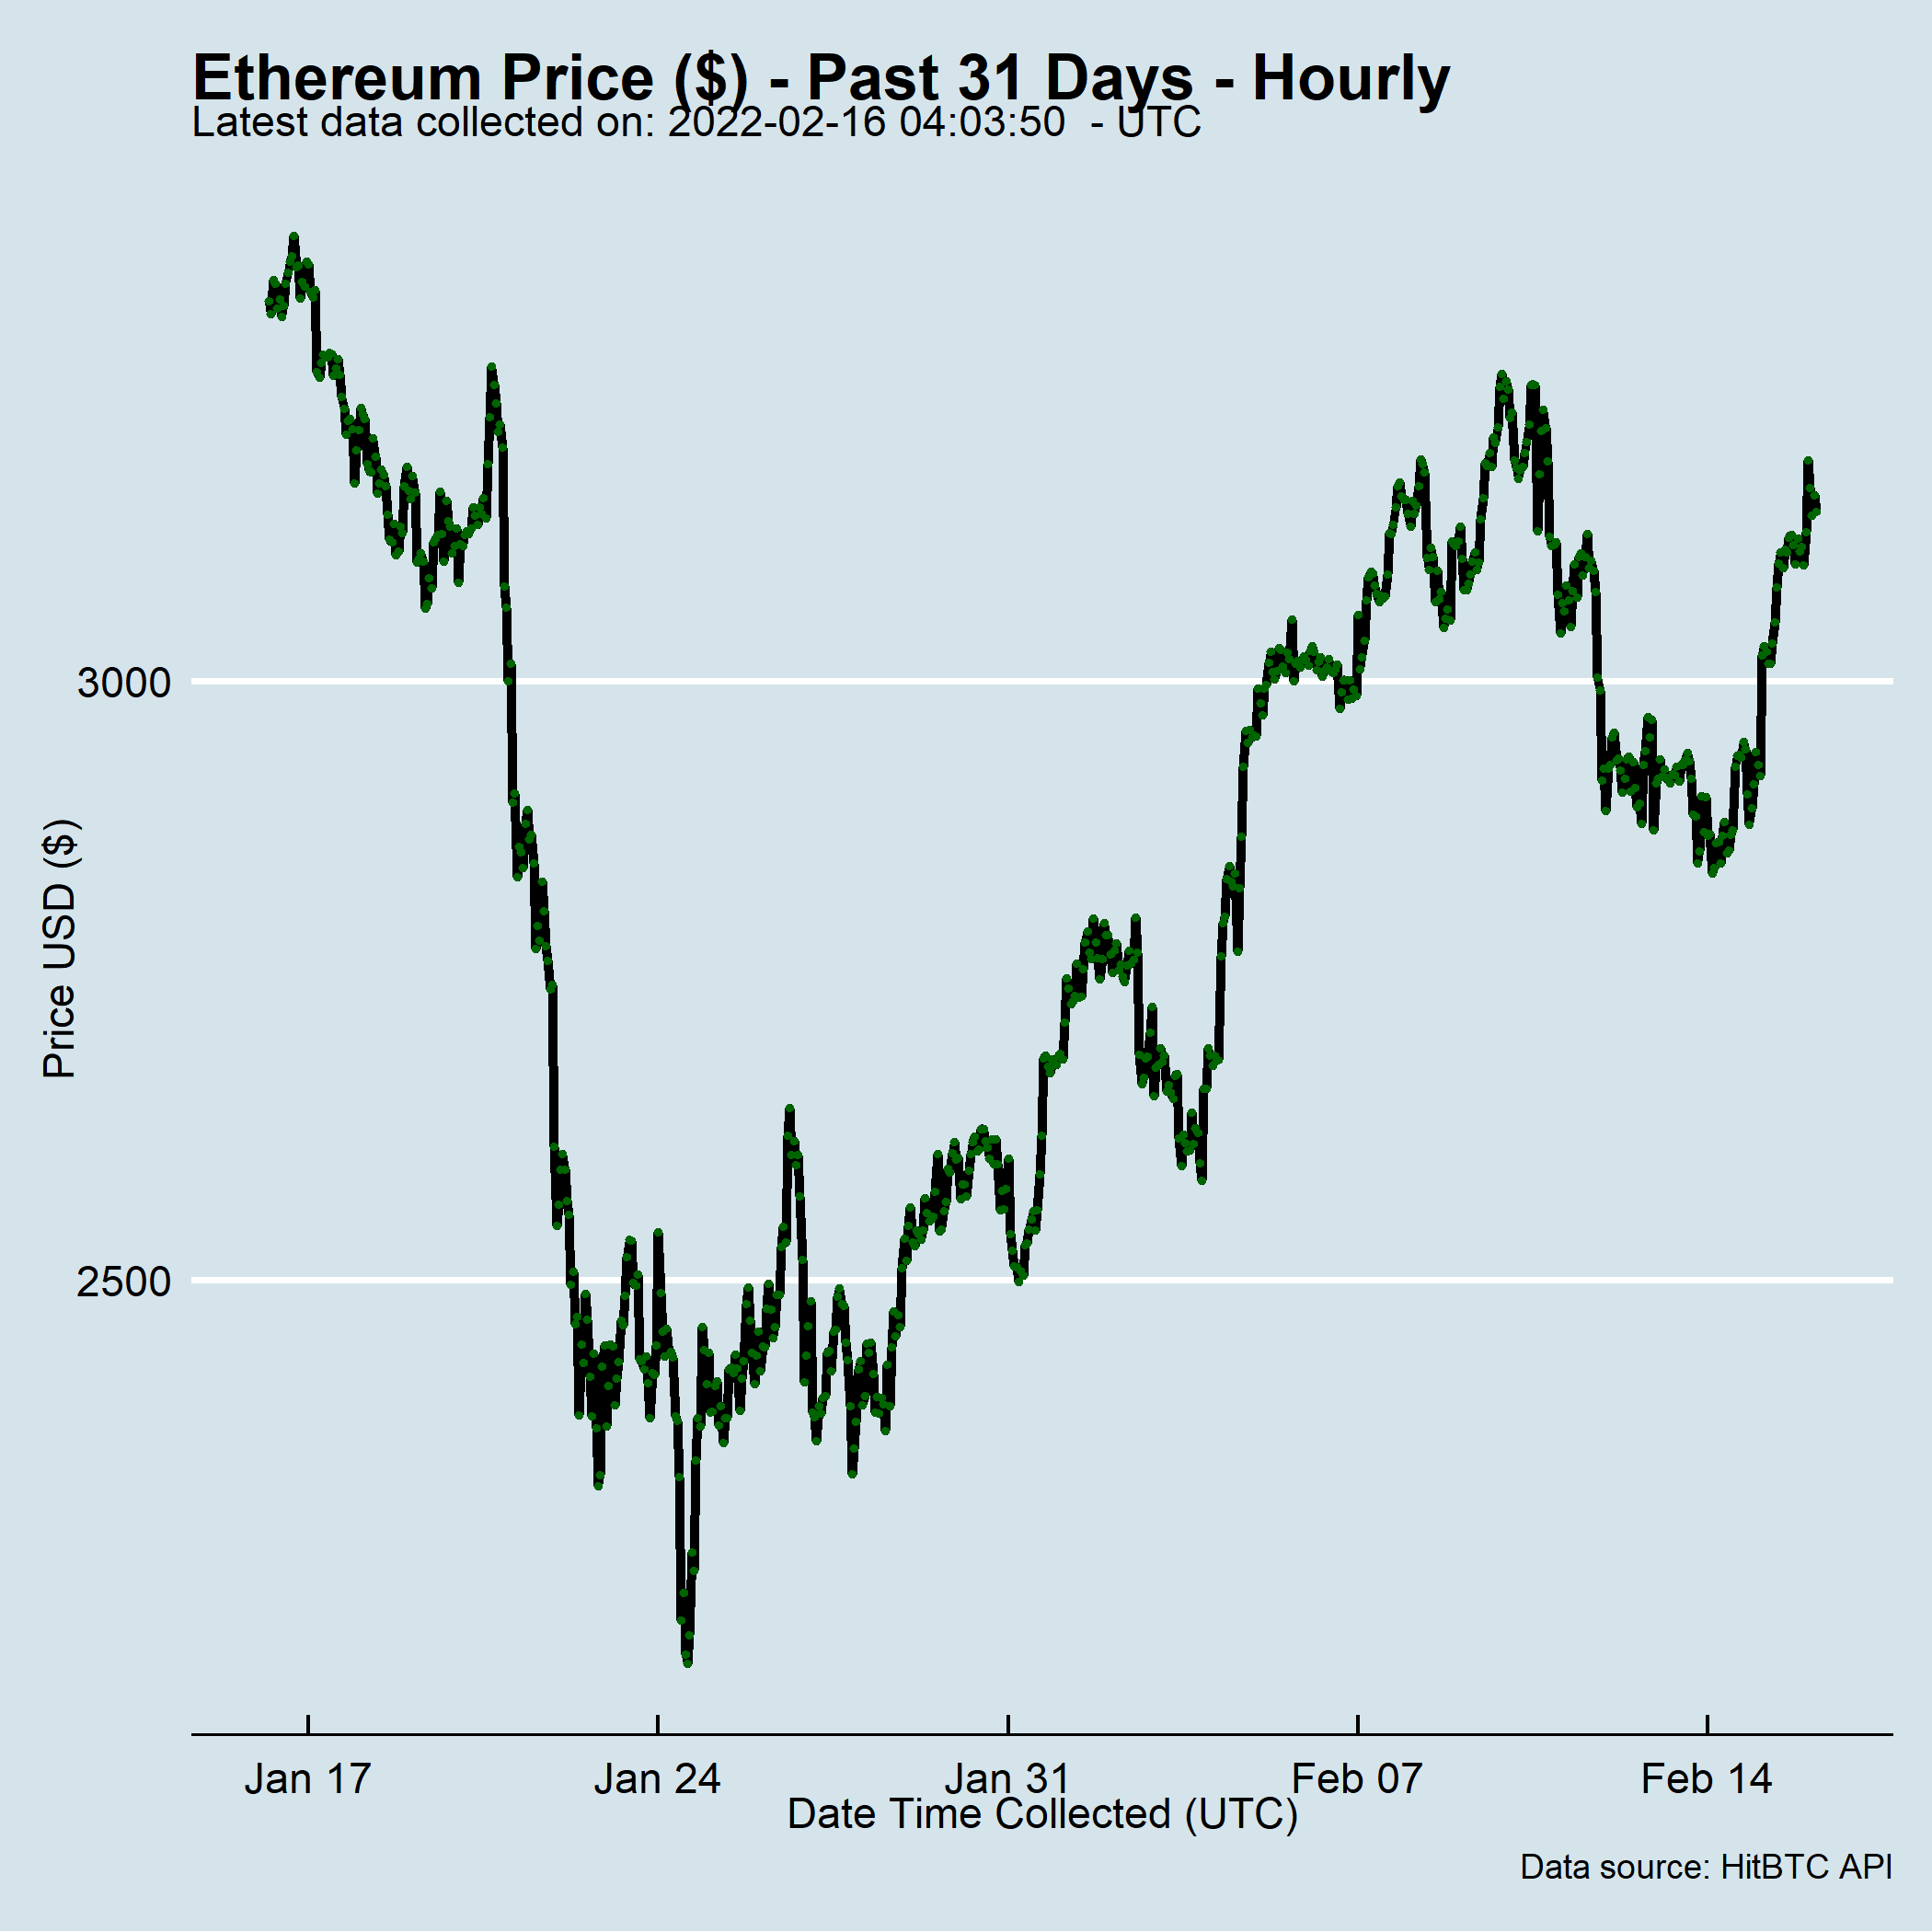 Ethereum Price ($) - Past 31 Days - Hourly
Latest data collected on: 2022-02-16 04:03:50  - UTC
Price USD ($)
3000
2500
Jan 17
Jan 24
Jan 31
Feb 07
Feb 14
Date Time Collected (UTC)
Data source: HitBTC API